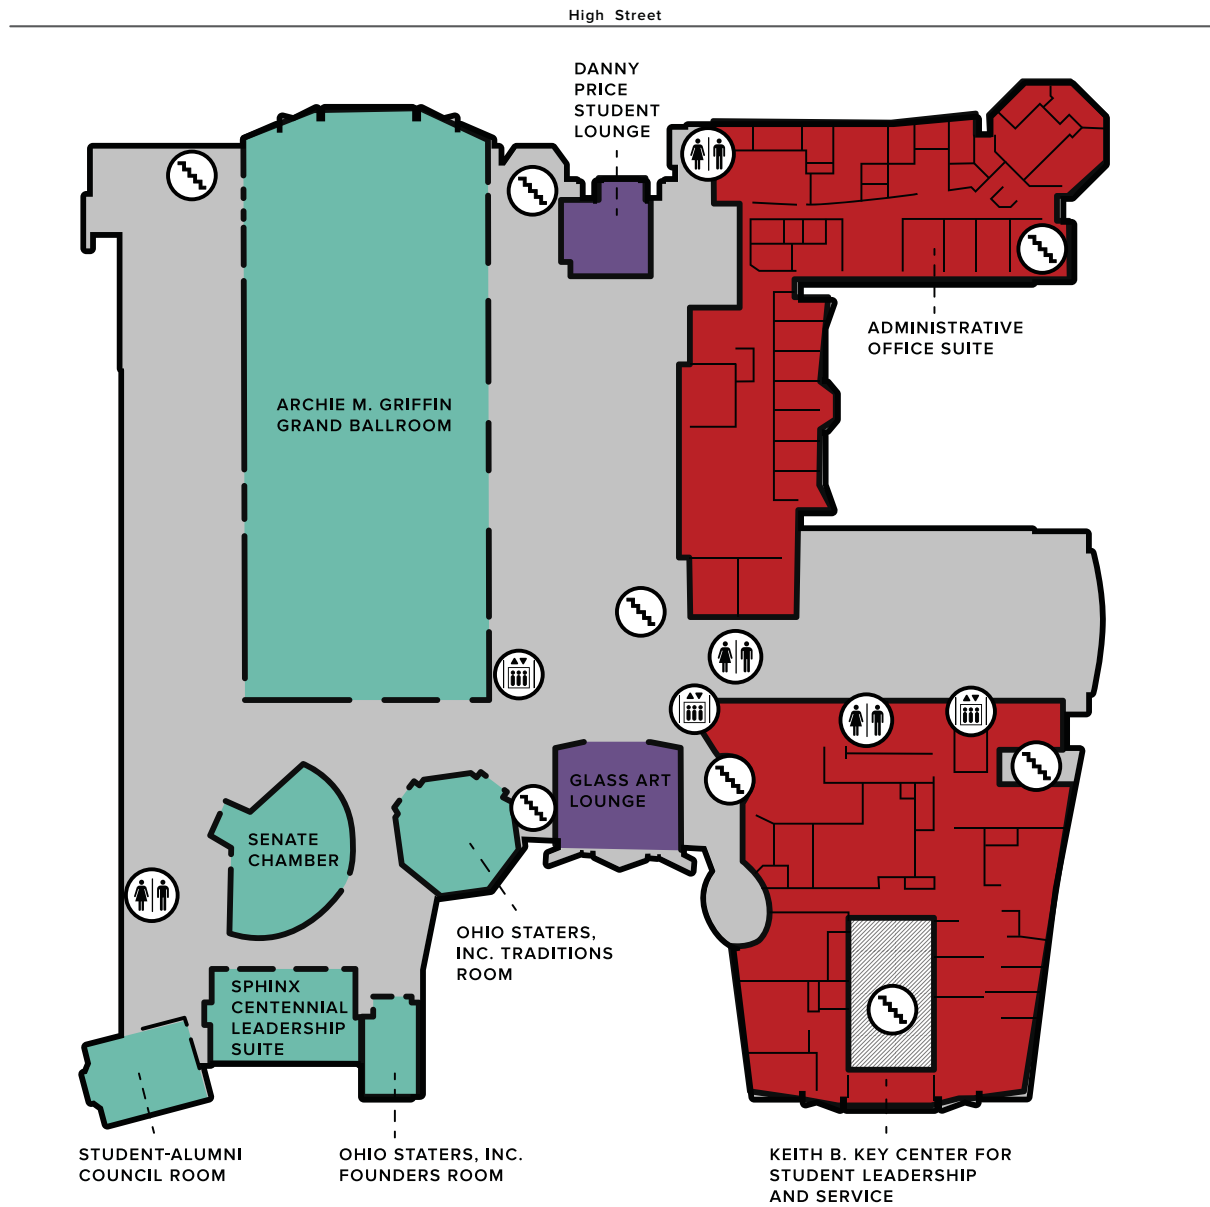 High Street
DANNY
PRICE
STUDENT
LOUNGE
ADMINISTRATIVE
OFFICE SUITE
ARCHIE M. GRIFFIN
GRAND BALLROOM
GLASS ART
LOUNGE
SENATE
CHAMBER
OHIO STATERS,
INC. TRADITIONS
ROOM
SPHINX
CENTENNIAL
LEADERSHIP
SUITE
STUDENT-ALUMNI
COUNCIL ROOM
OHIO STATERS, INC.
FOUNDERS ROOM
KEITH B. KEY CENTER FOR
STUDENT LEADERSHIP
AND SERVICE